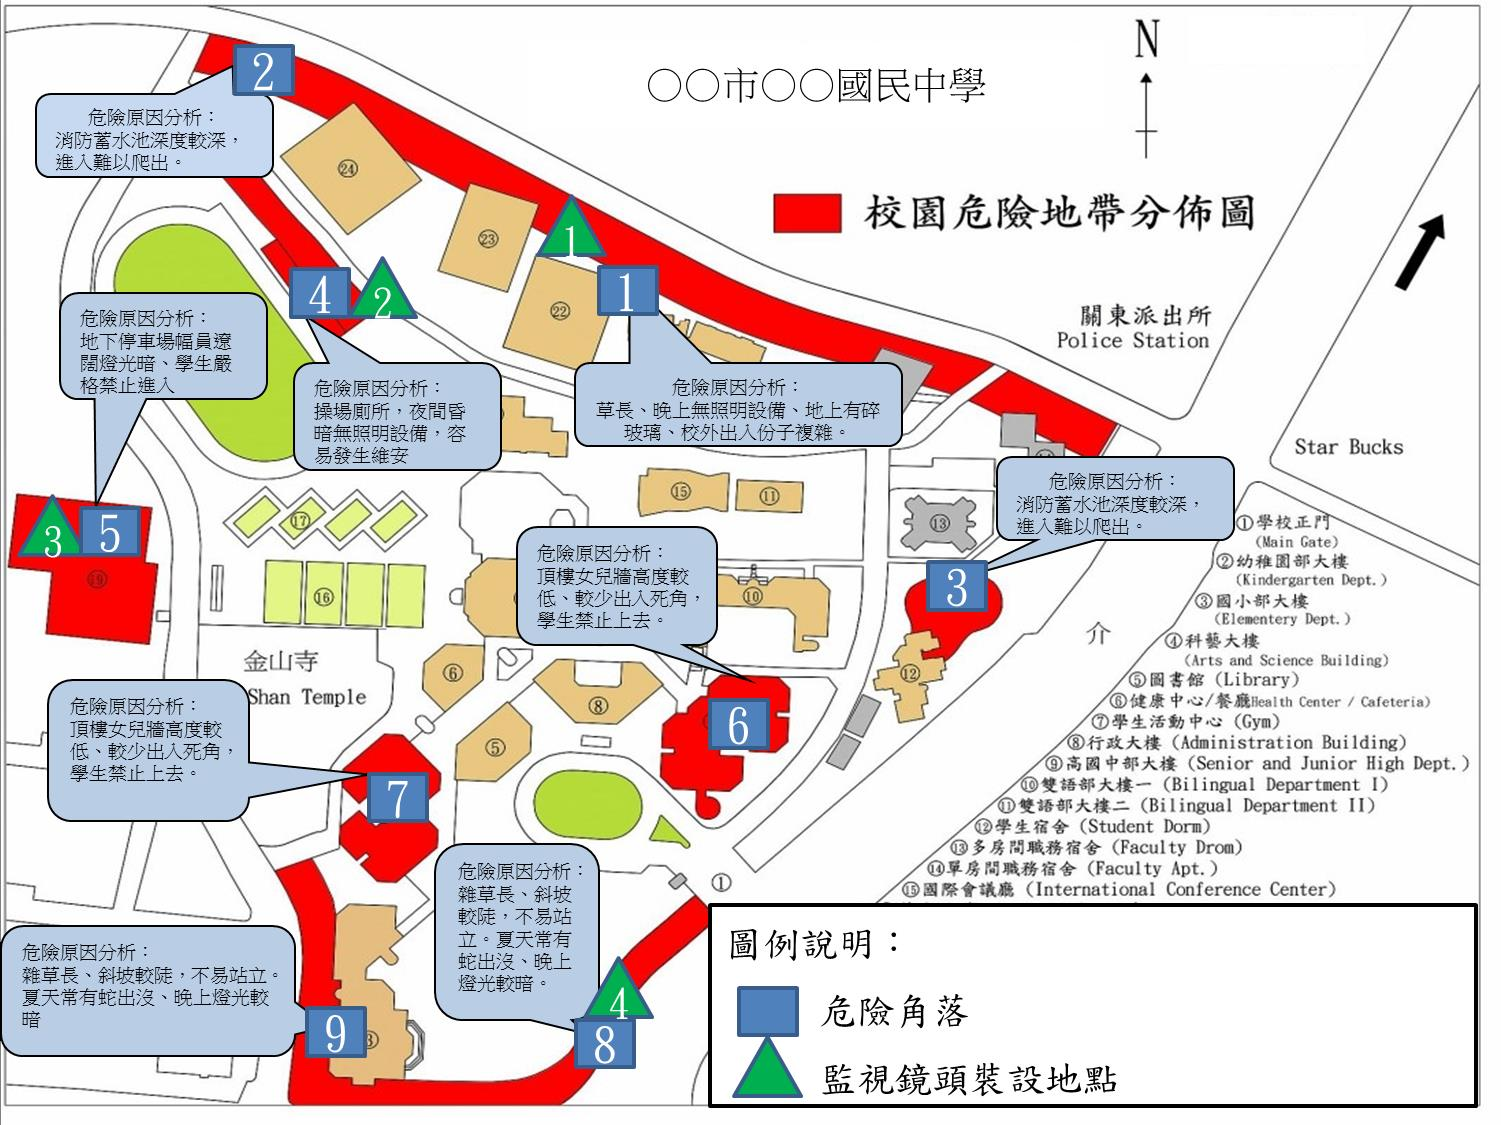 〇〇市〇〇國民中學
N
校園危險地帶分佈圖
2
危險原因分析：
消防蓄水池深度較深，
進入難以爬出。
24
23
22
1
1
4
2
危險原因分析：
地下停車場幅員遼
闊燈光暗、學生嚴
格禁止進入
危險原因分析：
操場廁所，夜間昏
暗無照明設備，容
易發生維安
危險原因分析：
草長、晚上無照明設備、地上有碎
玻璃、校外出入份子複雜。
關東派出所
Police Station
Star Bucks
危險原因分析：
消防蓄水池深度較深，
進入難以爬出。
3
5
⑲
⑰
⑯
⑮
⑪
⑬
3
危險原因分析：
頂樓女兒牆高度較
低、較少出入死角，
學生禁止上去。
⑩
⑫
介
金山寺
Shan Temple
⑥
⑧
⑤
6
危險原因分析：
頂樓女兒牆高度較
低、較少出入死角，
學生禁止上去。
7
①
危險原因分析：
雜草長、斜坡
較陡，不易站
立。夏天常有
蛇出沒、晚上
燈光較暗。
4
8
危險原因分析：
雜草長、斜坡較陡，不易站立。
夏天常有蛇出沒、晚上燈光較
暗
9
①學校正門
(Main Gate)
②幼稚園部大樓
(Kindergarten Dept.)
③國小部大樓
(Elementery Dept.)
④科藝大樓
(Arts and Science Building)
⑤圖書館 (Library)
⑥健康中心/餐廳Health Center / Cafeteria)
⑦學生活動中心 (Gym)
⑧行政大樓 (Administration Building)
⑨高國中部大樓 (Senior and Junior High Dept.)
⑩雙語部大樓一 (Bilingual Department I)
⑪雙語部大樓二 (Bilingual Department II)
⑫學生宿舍 (Student Dorm)
⑬多房間職務宿舍 (Faculty Drom)
⑭單房間職務宿舍 (Faculty Apt.)
⑮國際會議廳 (International Conference Center)
圖例說明：
危險角落
監視鏡頭裝設地點